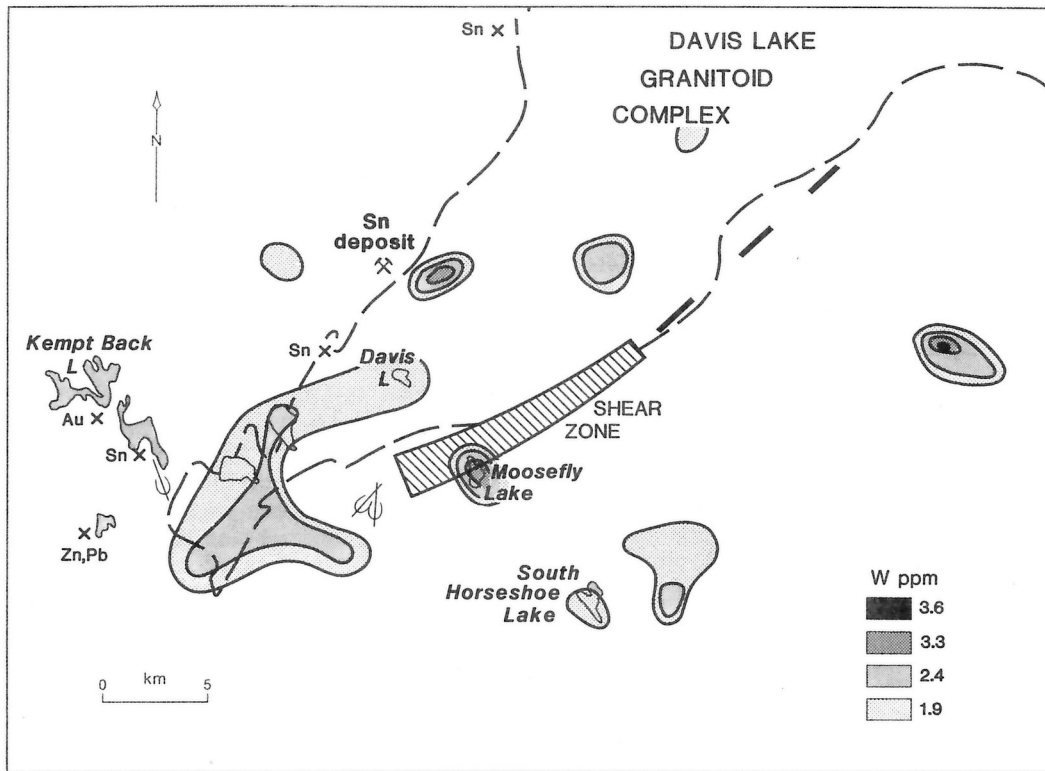 Sn
DAVIS LAKE
GRANITOID
COMPLEX
N
Sn
deposit
Kempt Back
L
Sn
Davis
L
Au
SHEAR
ZONE
Sn
Moosefly
Lake
Zn,Pb
South
Horseshoe
Lake
W ppm
3.6
3.3
2.4
1.9
0 km 5